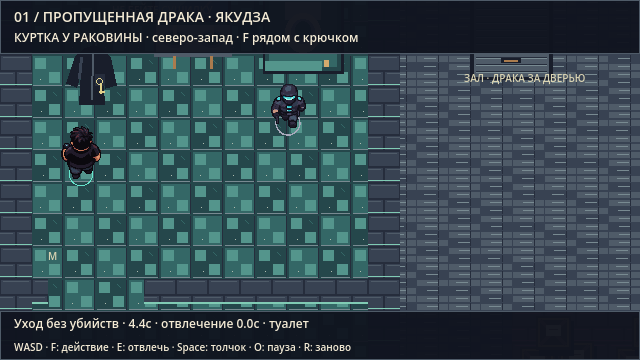 01 / ПРОПУЩЕННАЯ ДРАКА · ЯКУДЗА
КУРТКА У РАКОВИНЫ · северо-запад · F рядом с крючком
ЗАЛ · ДРАКА ЗА ДВЕРЬЮ
М
Уход без убийств · 4.4с · отвлечение 0.0с · туалет
WASD · F: действие · E: отвлечь · Space: толчок · O: пауза · R: заново